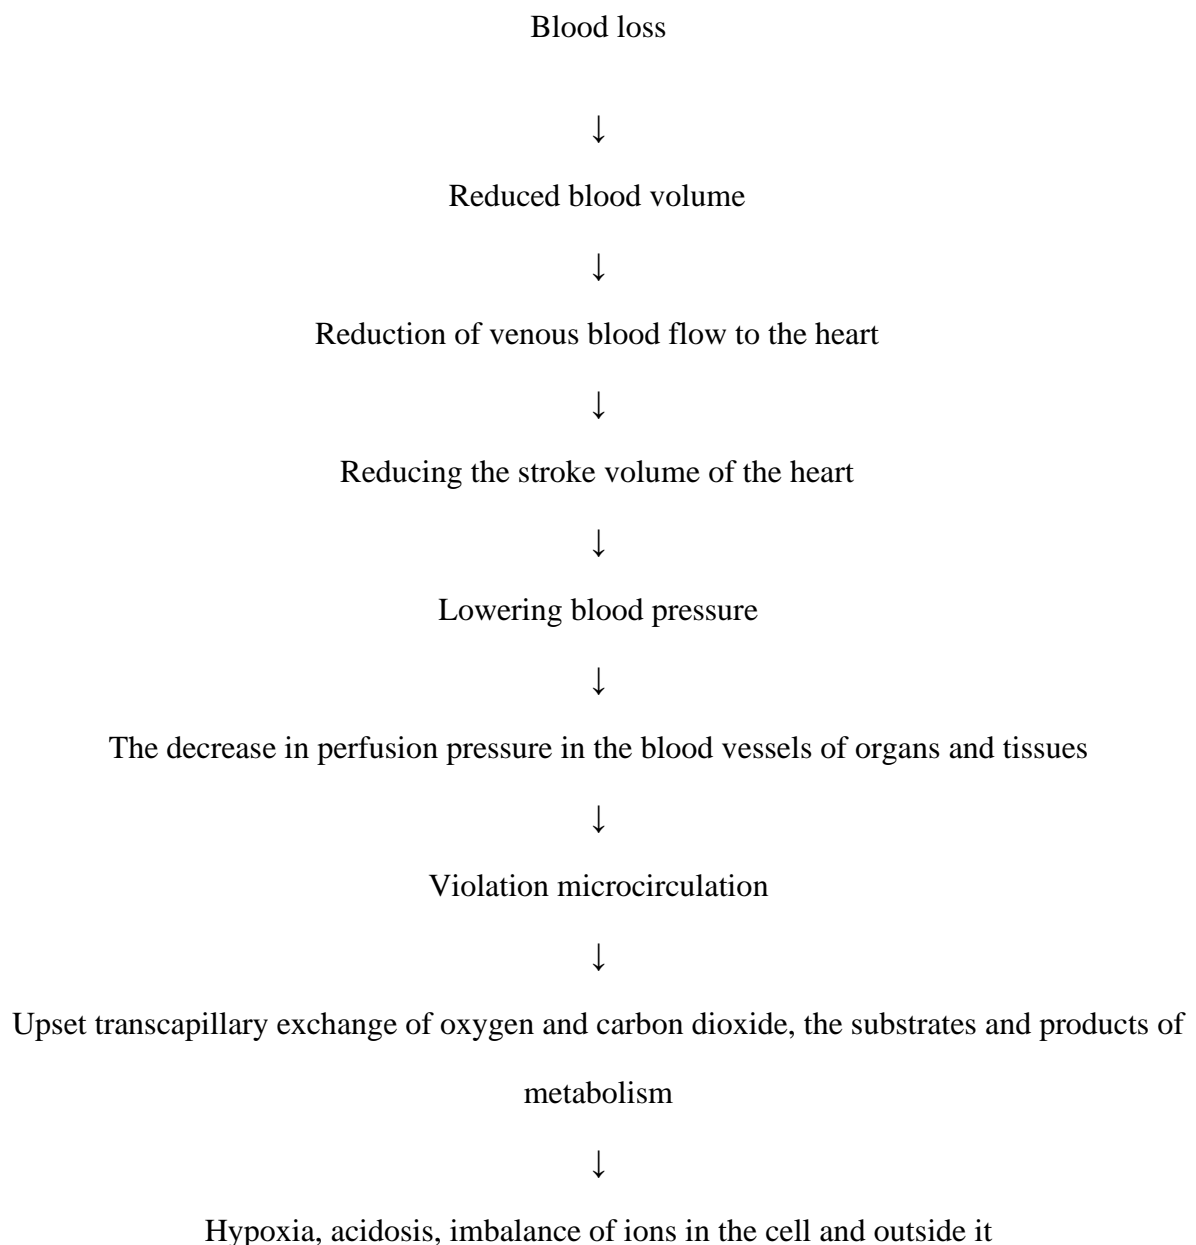 Blood loss
↓
Reduced blood volume
↓
Reduction of venous blood flow to the heart
↓
Reducing the stroke volume of the heart
↓
Lowering blood pressure
↓
The decrease in perfusion pressure in the blood vessels of organs and tissues
↓
Violation microcirculation
↓
Upset transcapillary exchange of oxygen and carbon dioxide, the substrates and products of
metabolism
↓
Hypoxia, acidosis, imbalance of ions in the cell and outside it